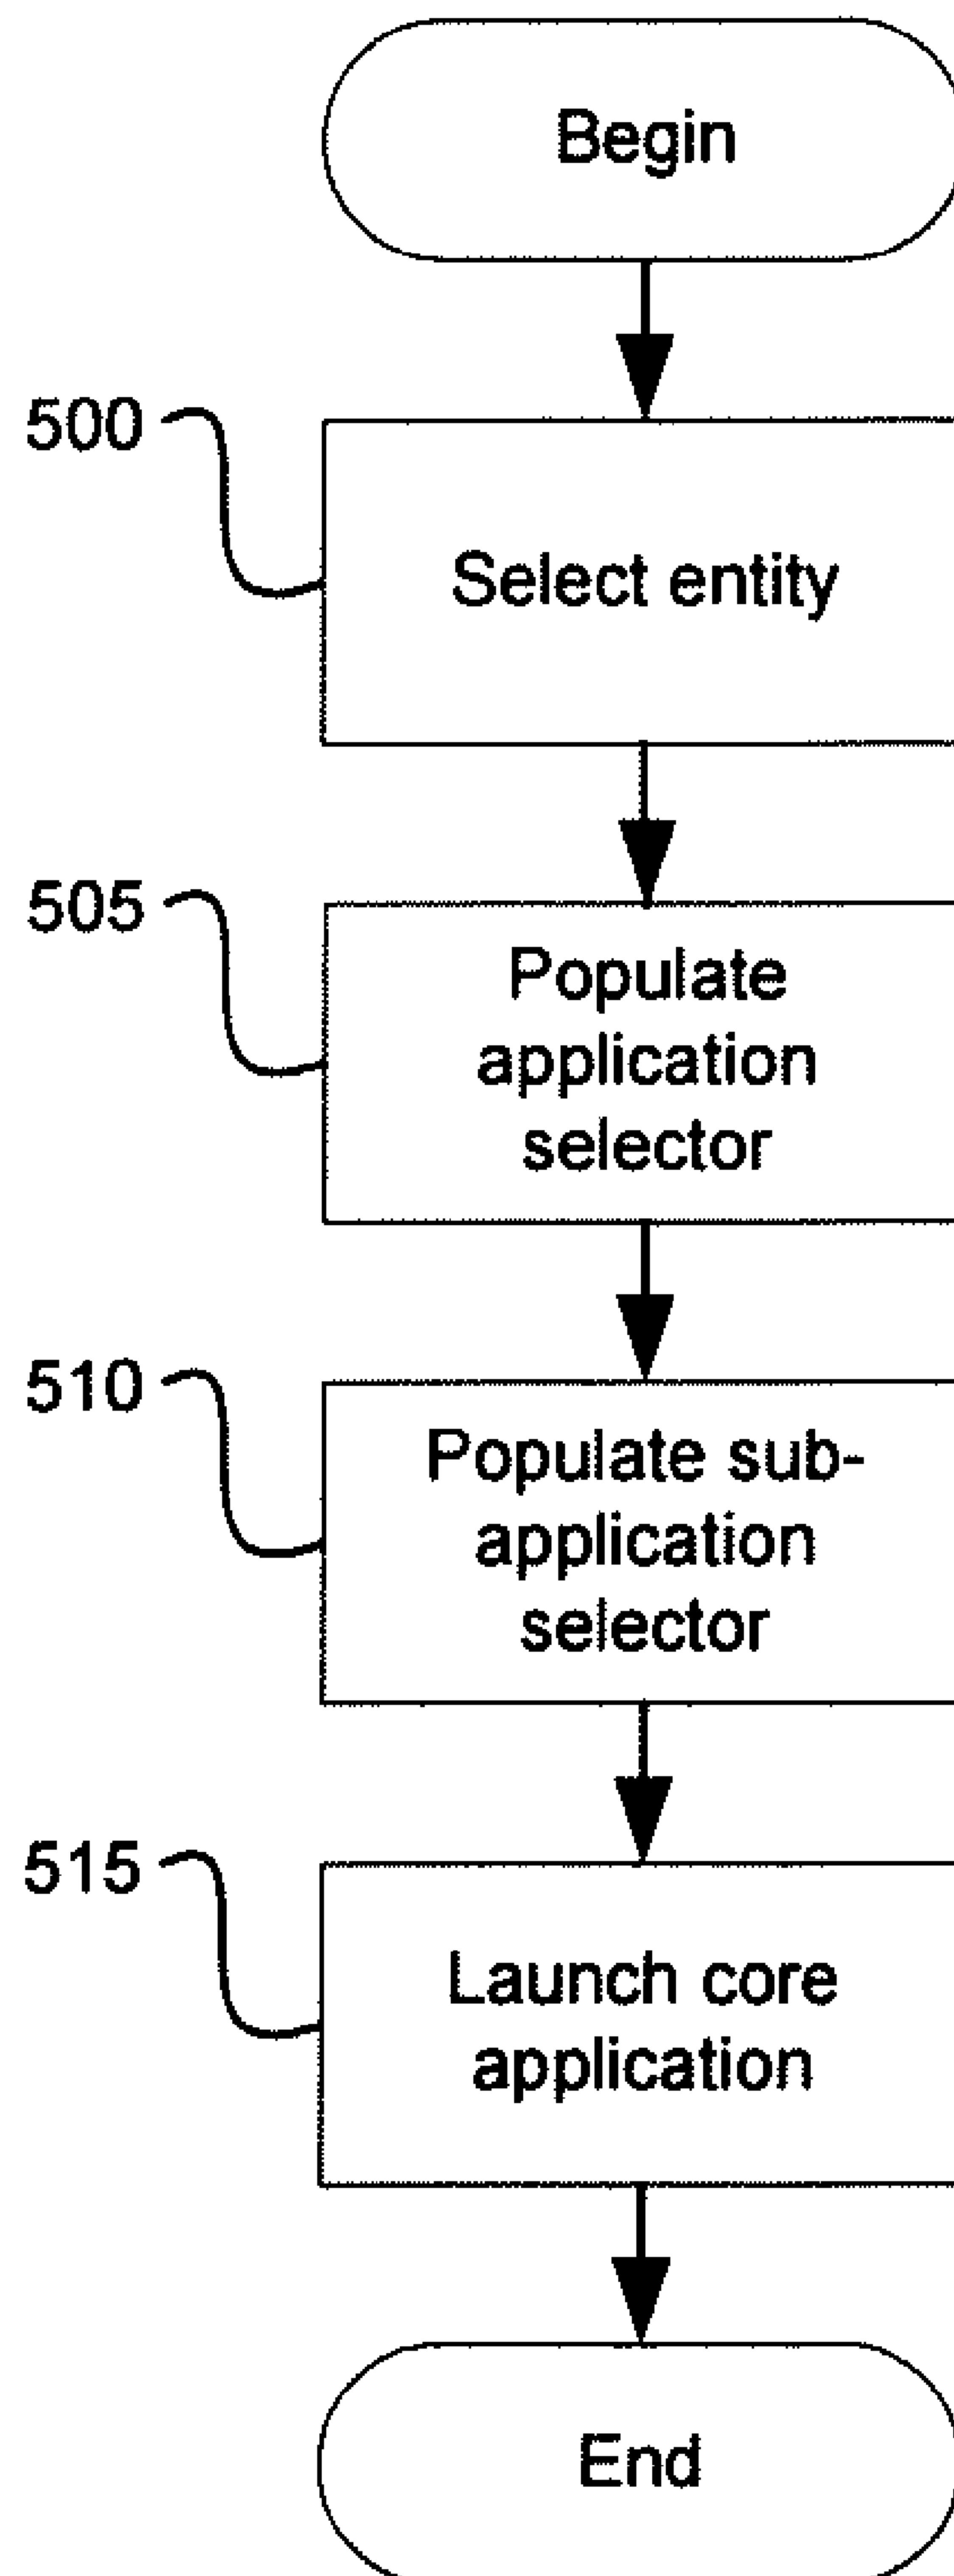 Begin
500
Select entity
505
Populate
application
selector
510
Populate sub-
application
selector
515
Launch core
application
End